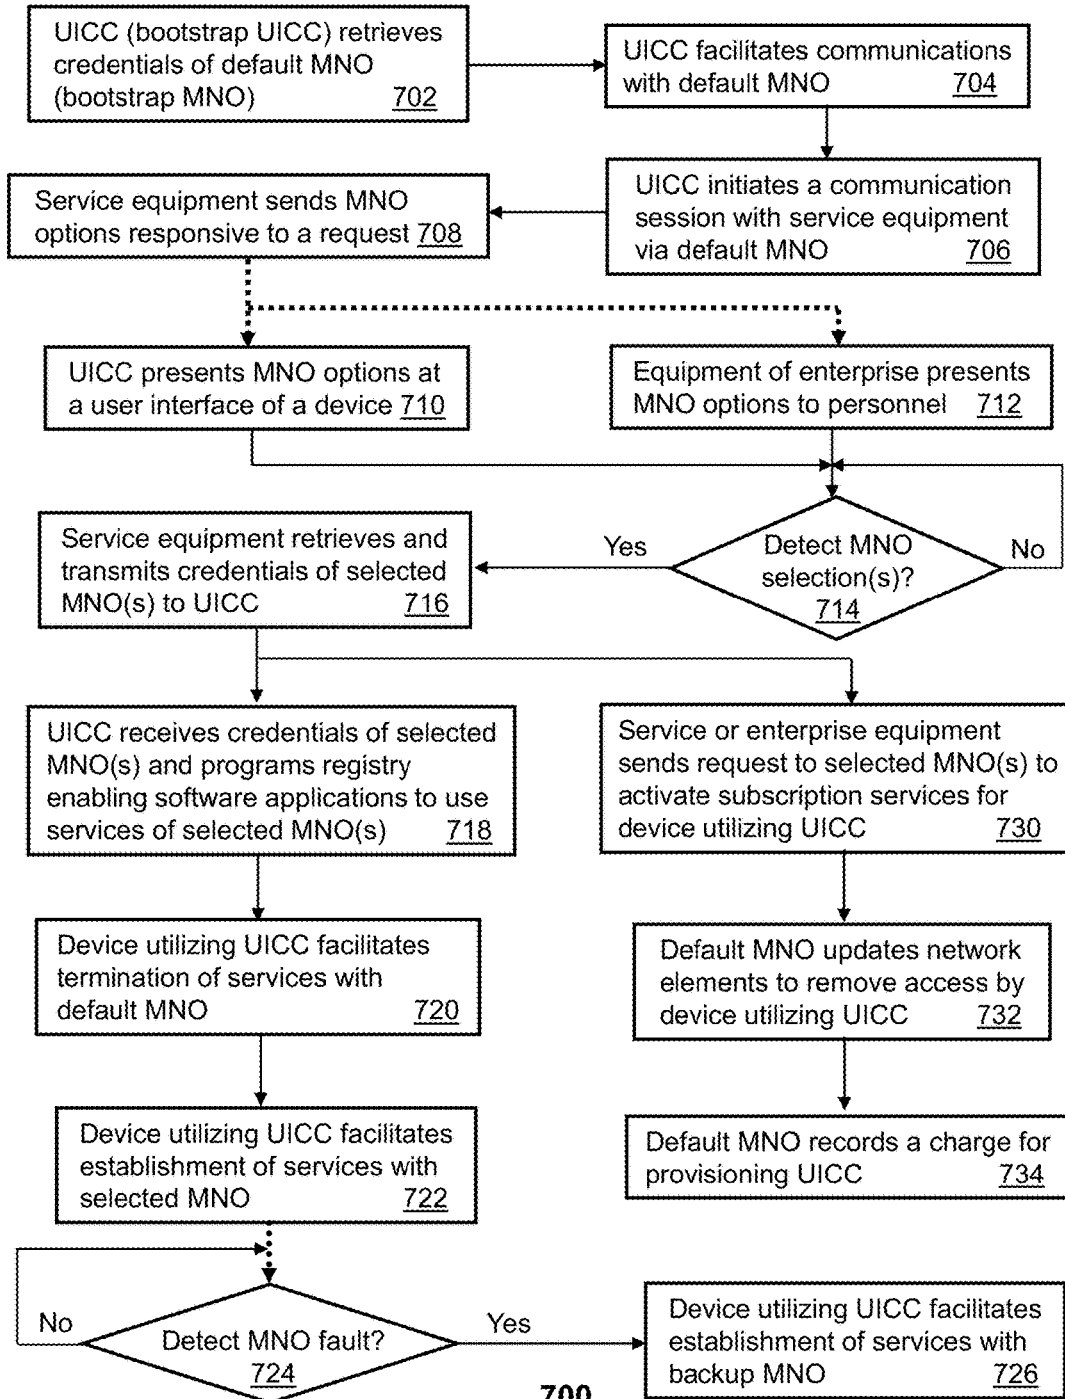 UICC (bootstrap UICC) retrieves
credentials of default MNO
(bootstrap MNO) 702
UICC facilitates communications
with default MNO 704
UICC initiates a communication
session with service equipment
via default MNO 706
Service equipment sends MNO
options responsive to a request 708
UICC presents MNO options at
a user interface of a device 710
Equipment of enterprise presents
MNO options to personnel 712
Detect MNO
selection(s)?
714
Yes
No
Service equipment retrieves and
transmits credentials of selected
MNO(s) to UICC 716
UICC receives credentials of selected
MNO(s) and programs registry
enabling software applications to use
services of selected MNO(s) 718
Service or enterprise equipment
sends request to selected MNO(s) to
activate subscription services for
device utilizing UICC 730
Device utilizing UICC facilitates
termination of services with
default MNO 720
Default MNO updates network
elements to remove access by
device utilizing UICC 732
Device utilizing UICC facilitates
establishment of services with
selected MNO 722
Default MNO records a charge for
provisioning UICC 734
No
Detect MNO fault?
724
Yes
Device utilizing UICC facilitates
establishment of services with
backup MNO 726
700